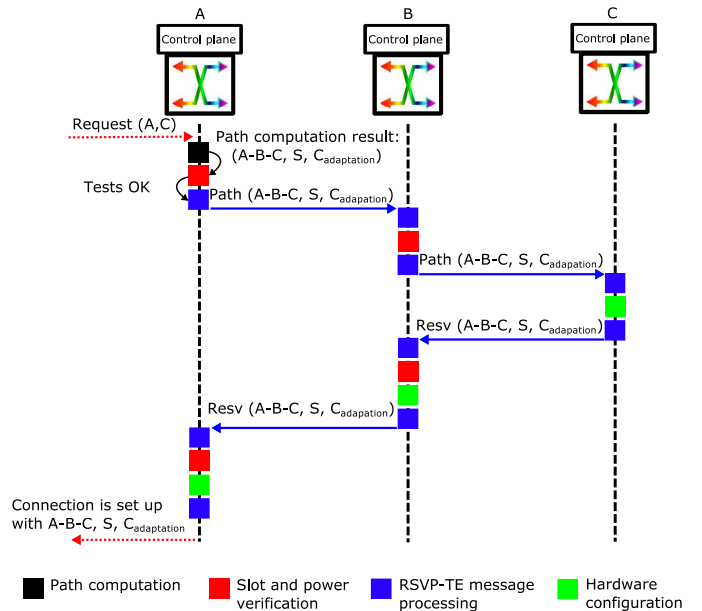 A
B
C
Control plane
Control plane
Control plane
Request (A,C)
Path computation result:
(A-B-C, S, Cadaptation)
Tests OK
Path (A-B-C, S, Cadapation)
Path (A-B-C, S, Cadapation)
Resv (A-B-C, S, Cadapation)
Resv (A-B-C, S, Cadapation)
Connection is set up
with A-B-C, S, Cadaptation
Path computation
Slot and power
verification
RSVP-TE message
processing
Hardware
configuration